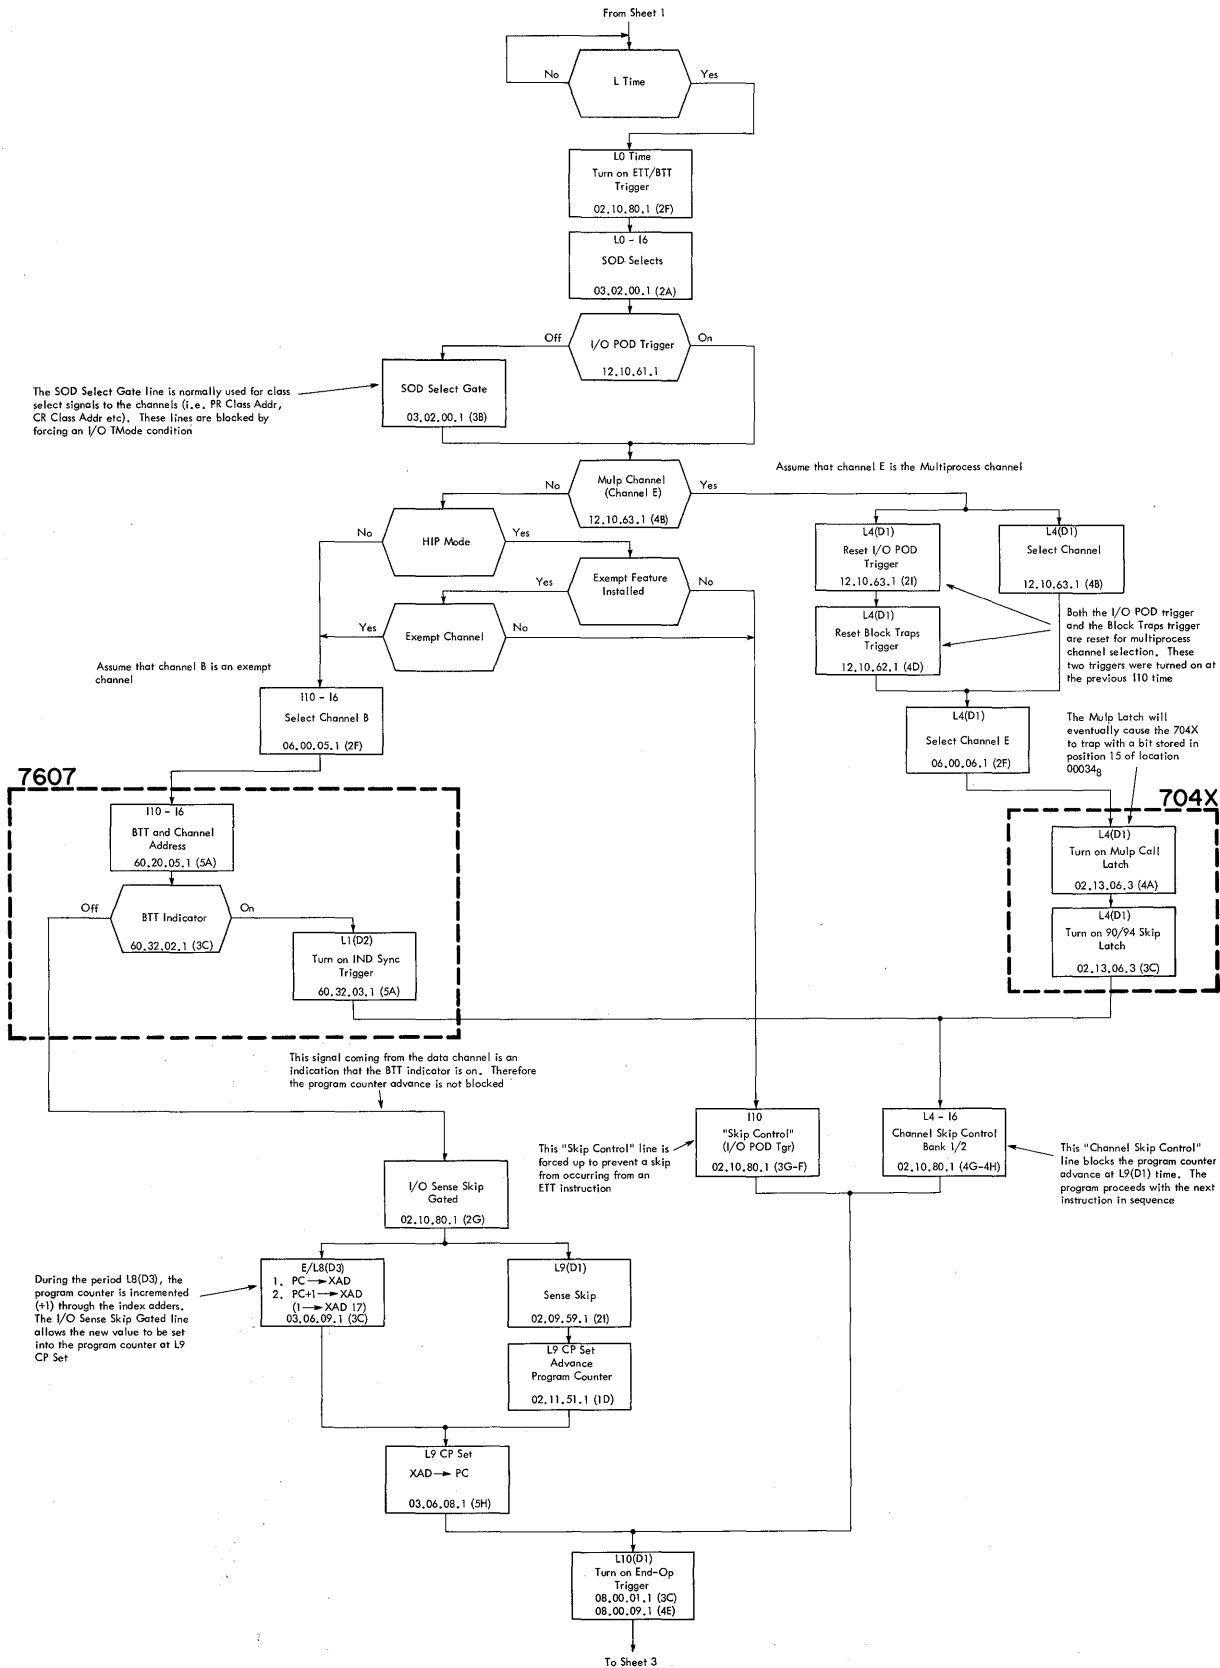 From Sheet 1
No
L Time
Yes
L0 Time
Turn on ETT/BTT
Trigger
02.10.80.1 (2F)
L0 - I6
SOD Selects
03.02.00.1 (2A)
Off
I/O POD Trigger
12.10.61.1
On
The SOD Select Gate line is normally used for class
select signals to the channels (i.e. PR Class Addr,
CR Class Addr etc). These lines are blocked by
forcing an I/O TMode condition
SOD Select Gate
03.02.00.1 (3B)
No
Mulp Channel
(Channel E)
12.10.63.1 (4B)
Yes
Assume that channel E is the Multiprocess channel
No
HIP Mode
Yes
Yes
Exempt Feature
Installed
No
Yes
Exempt Channel
No
L4(D1)
Reset I/O POD
Trigger
12.10.63.1 (2I)
L4(D1)
Select Channel
12.10.63.1 (4B)
L4(D1)
Reset Block Traps
Trigger
12.10.62.1 (4D)
Both the I/O POD trigger
and the Block Traps trigger
are reset for multiprocess
channel selection. These
two triggers were turned on at
the previous I10 time
Assume that channel B is an exempt
channel
I10 - I6
Select Channel B
06.00.05.1 (2F)
L4(D1)
Select Channel E
06.00.06.1 (2F)
The Mulp Latch will
eventually cause the 704X
to trap with a bit stored in
position 15 of location
00034₈
7607
I10 - I6
BTT and Channel
Address
60.20.05.1 (5A)
Off
BTT Indicator
60.32.02.1 (3C)
On
L1(D2)
Turn on IND Sync
Trigger
60.32.03.1 (5A)
704X
L4(D1)
Turn on Mulp Call
Latch
02.13.06.3 (4A)
L4(D1)
Turn on 90/94 Skip
Latch
02.13.06.3 (3C)
This signal coming from the data channel is an
indication that the BTT indicator is on. Therefore
the program counter advance is not blocked
This "Skip Control" line is
forced up to prevent a skip
from occurring from an
ETT instruction
I10
"Skip Control"
(I/O POD Tgr)
02.10.80.1 (3G-F)
L4 - I6
Channel Skip Control
Bank 1/2
02.10.80.1 (4G-4H)
This "Channel Skip Control"
line blocks the program counter
advance at L9(D1) time. The
program proceeds with the next
instruction in sequence
I/O Sense Skip
Gated
02.10.80.1 (2G)
During the period L8(D3), the
program counter is incremented
(+1) through the index adders.
The I/O Sense Skip Gated line
allows the new value to be set
into the program counter at L9
CP Set
E/L8(D3)
1. PC → XAD
2. PC+1 → XAD
(1 → XAD 17)
03.06.09.1 (3C)
L9(D1)
Sense Skip
02.09.59.1 (2I)
L9 CP Set
Advance
Program Counter
02.11.51.1 (1D)
L9 CP Set
XAD → PC
03.06.08.1 (5H)
L10(D1)
Turn on End-Op
Trigger
08.00.01.1 (3C)
08.00.09.1 (4E)
To Sheet 3